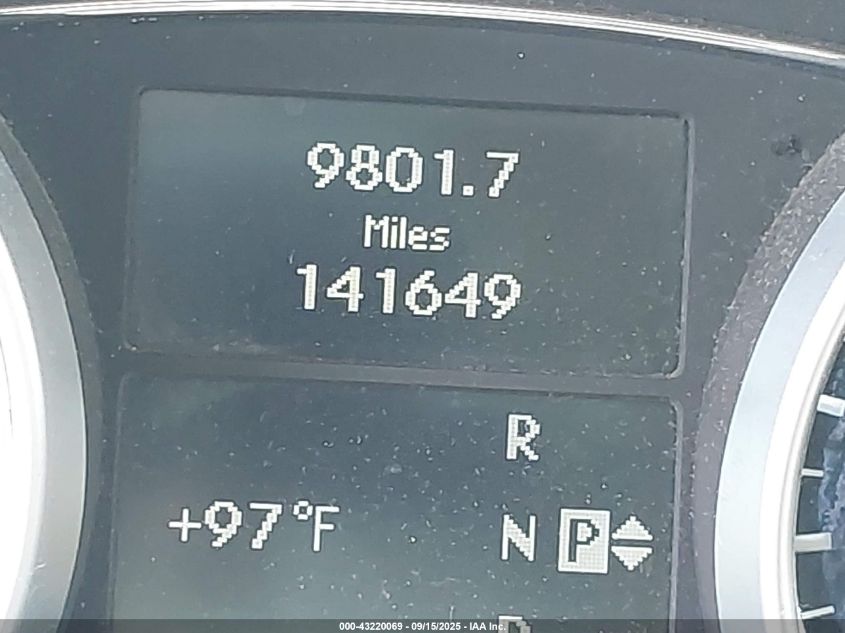 9801.7
Miles
141649
R
+97°F N P
D
000-43220069 - 09/15/2025 - IAA Inc.